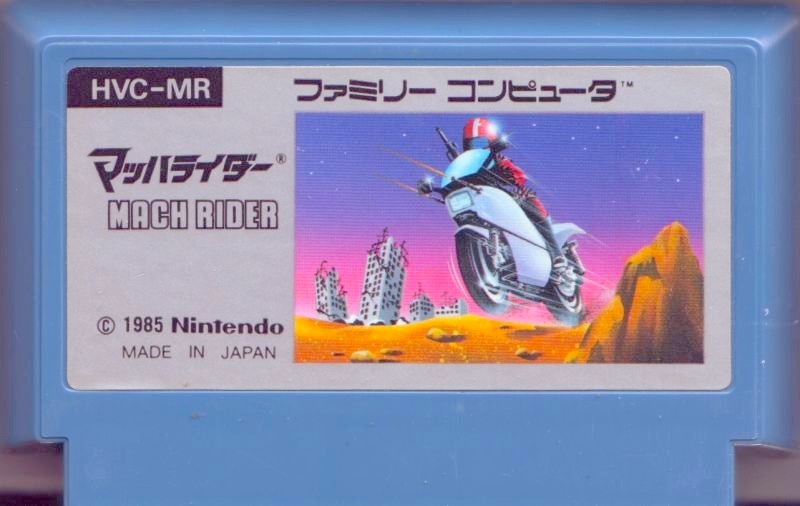 HVC-MR
ファミリー コンピュータ™
マッハライダー®
MACH RIDER
© 1985 Nintendo
MADE IN JAPAN